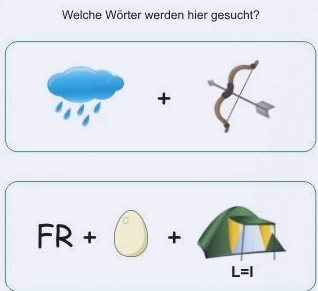 Welche Wörter werden hier gesucht?
+
FR + +
L=I